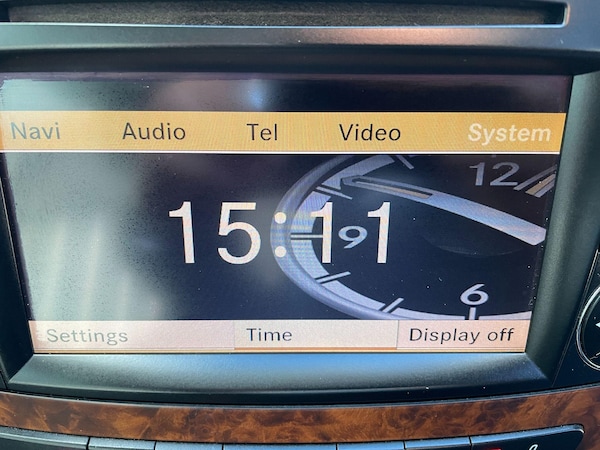 Navi Audio Tel Video System
12
15:11
9
6
Settings Time Display off